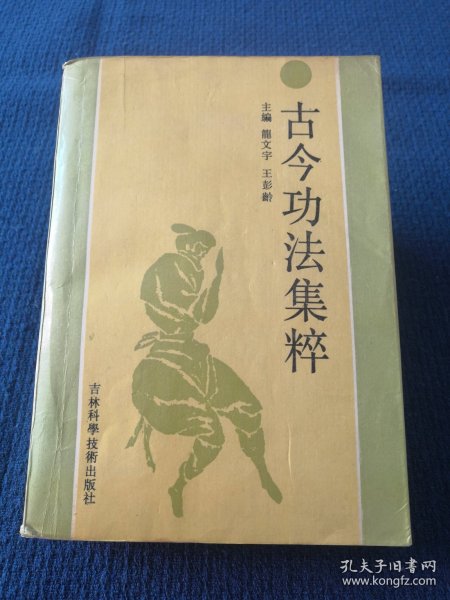 古今功法集粹
主編 龍文宇 王彭齡
吉林科學技術出版社
孔夫子旧书网
www.kongfz.com